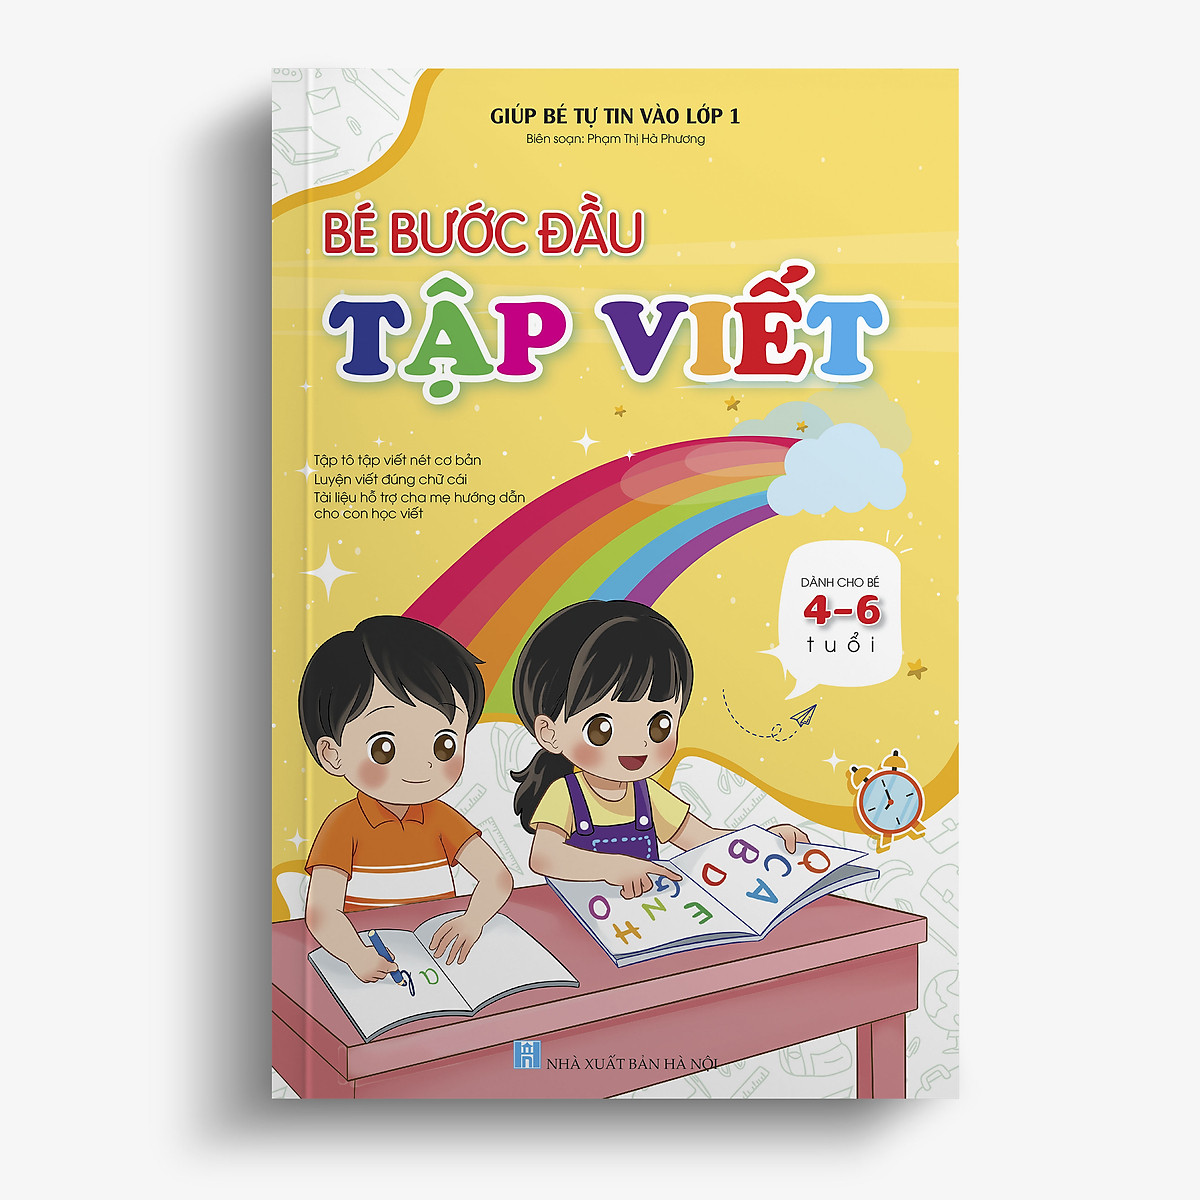 GIÚP BÉ TỰ TIN VÀO LỚP 1
Biên soạn: Phạm Thị Hà Phương
BÉ BƯỚC ĐẦU
TẬP VIẾT
Tập tô tập viết nét cơ bản
Luyện viết đúng chữ cái
Tài liệu hỗ trợ cha mẹ hướng dẫn
cho con học viết
DÀNH CHO BÉ
4-6
tuổi
Q C A
B D A
G E
O N H
a
NHÀ XUẤT BẢN HÀ NỘI